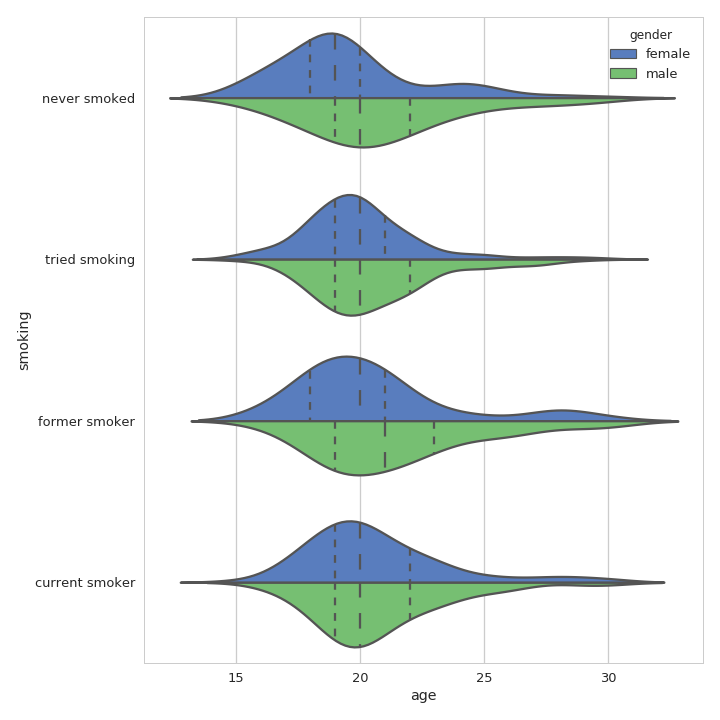 gender
female
male
never smoked
tried smoking
smoking
former smoker
current smoker
15 20 25 30
age